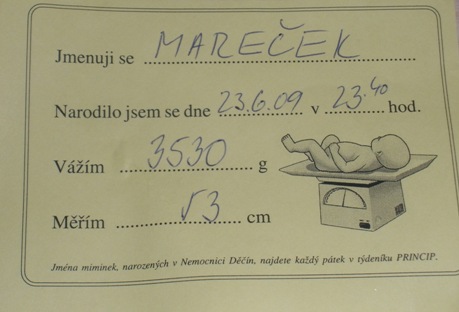 Jmenuji se MAREČEK
Narodilo jsem se dne 23.6.09 v 23.40 hod.
Vážím 3530 g
Měřím 53 cm
Jména miminek, narozených v Nemocnici Děčín, najdete každý pátek v týdeníku PRINCIP.